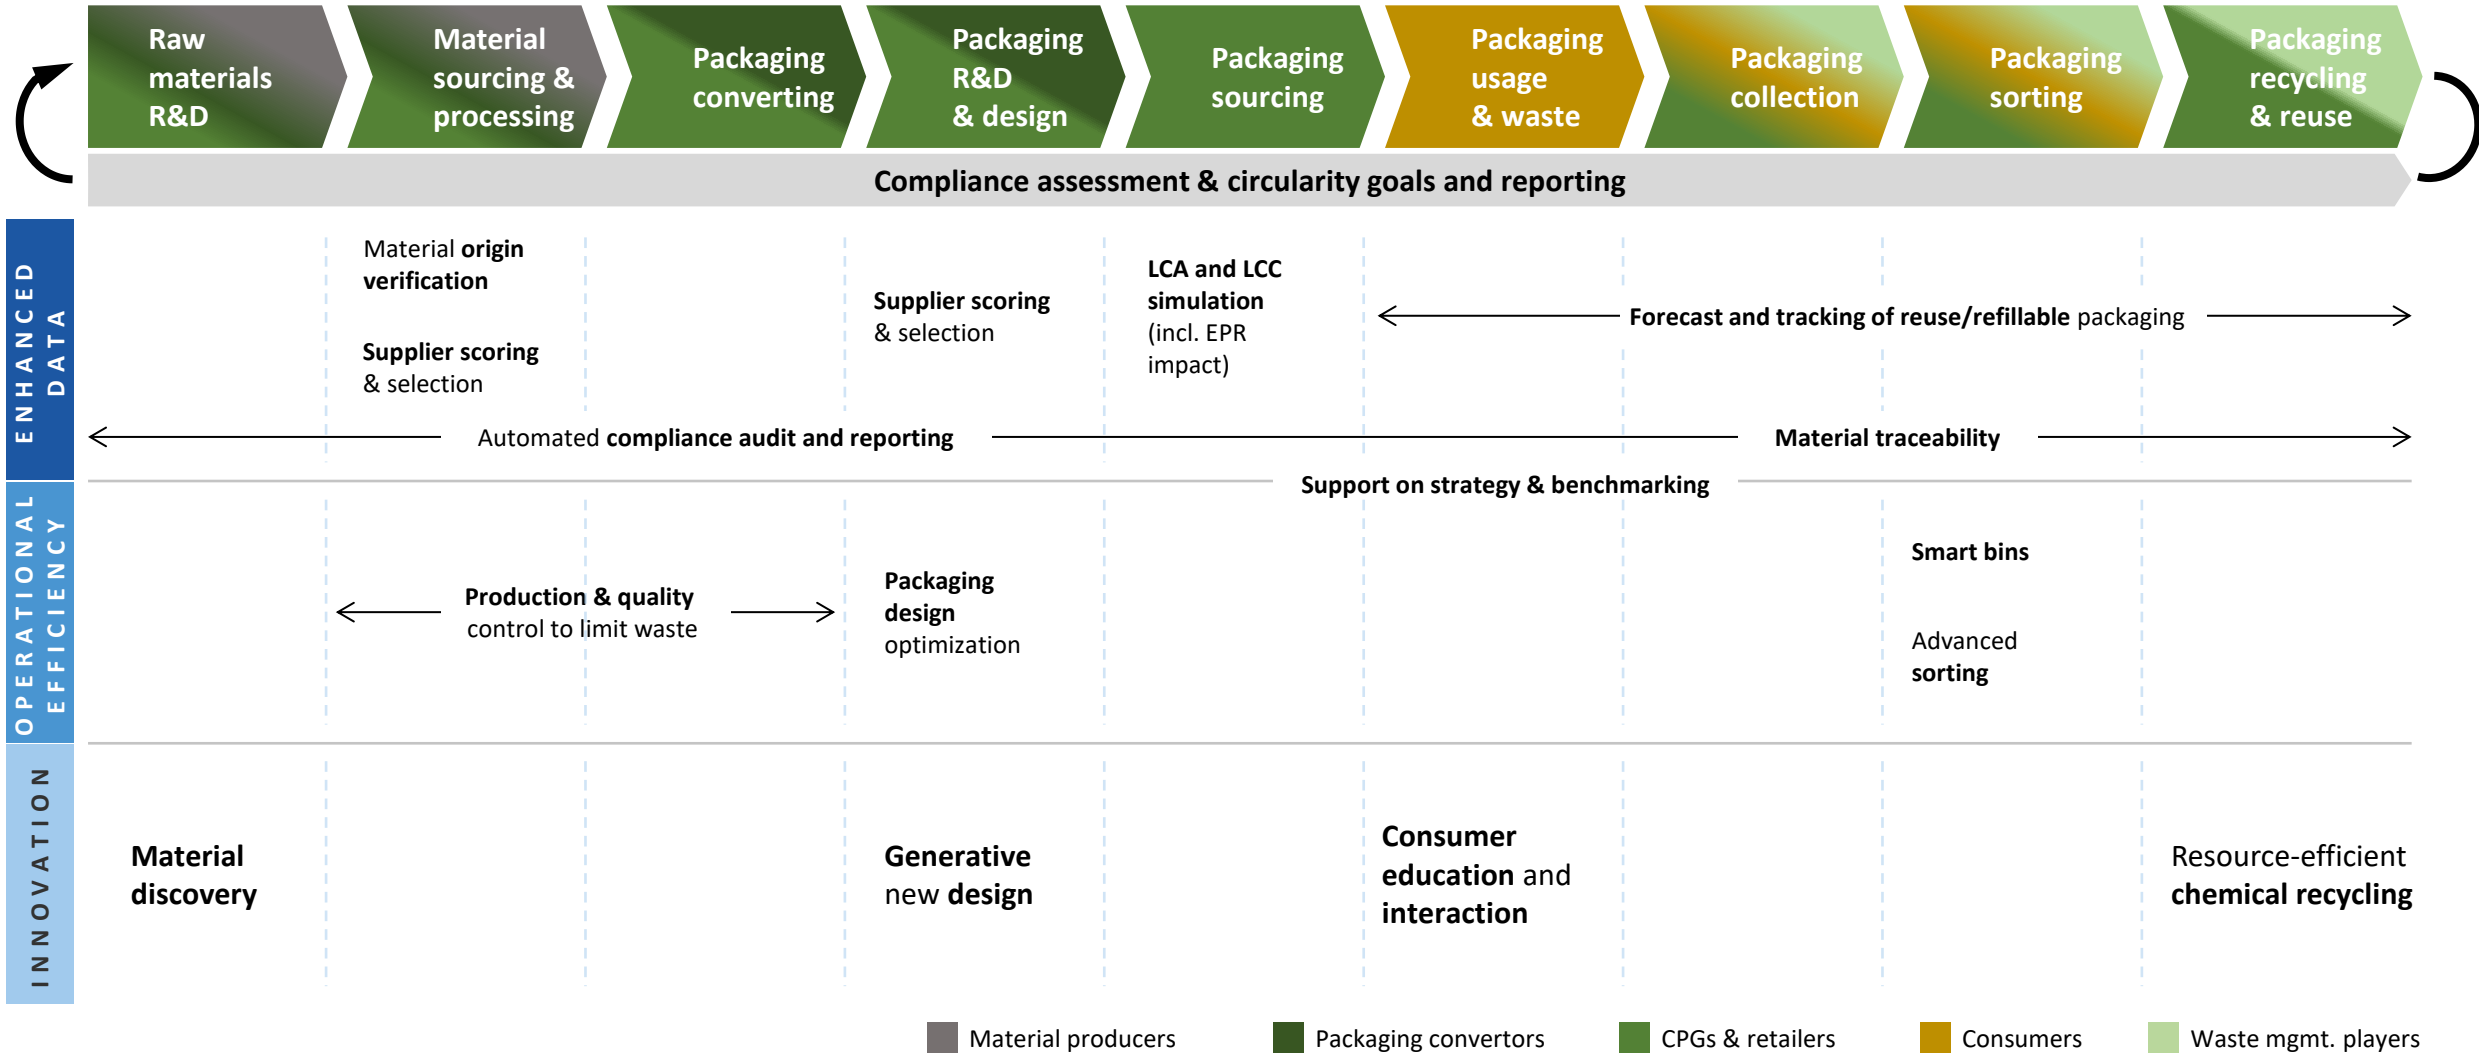 Raw
materials
R&D
Material
sourcing &
processing
Packaging
converting
Packaging
R&D
& design
Packaging
sourcing
Packaging
usage
& waste
Packaging
collection
Packaging
sorting
Packaging
recycling
& reuse
Compliance assessment & circularity goals and reporting
ENHANCED
DATA
Material origin
verification
Supplier scoring
& selection
Supplier scoring
& selection
LCA and LCC
simulation
(incl. EPR
impact)
Forecast and tracking of reuse/refillable packaging
Automated compliance audit and reporting
Material traceability
Support on strategy & benchmarking
OPERATIONAL
EFFICIENCY
Production & quality
control to limit waste
Packaging
design
optimization
Smart bins
Advanced
sorting
INNOVATION
Material
discovery
Generative
new design
Consumer
education and
interaction
Resource-efficient
chemical recycling
Material producers
Packaging convertors
CPGs & retailers
Consumers
Waste mgmt. players